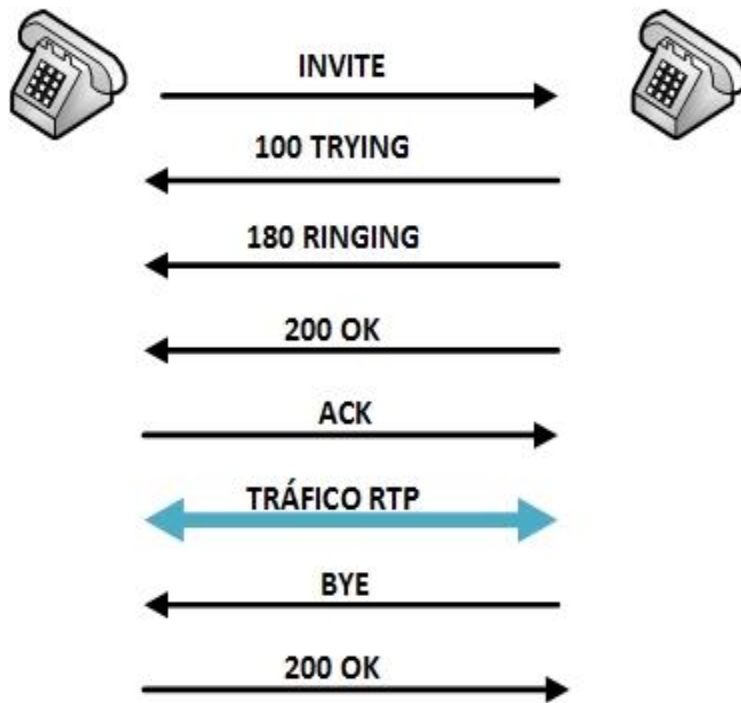 INVITE
100 TRYING
180 RINGING
200 OK
ACK
TRÁFICO RTP
BYE
200 OK